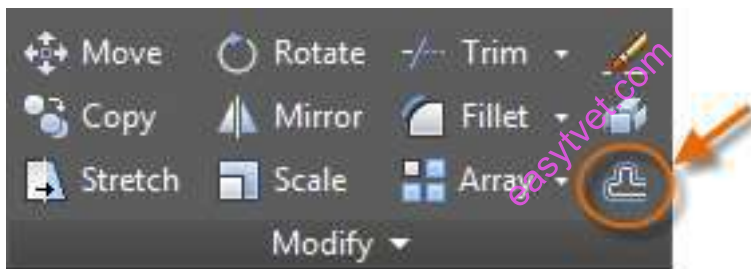 Move Rotate Trim
Copy Mirror Fillet
Stretch Scale Array
Modify
easytvet.com